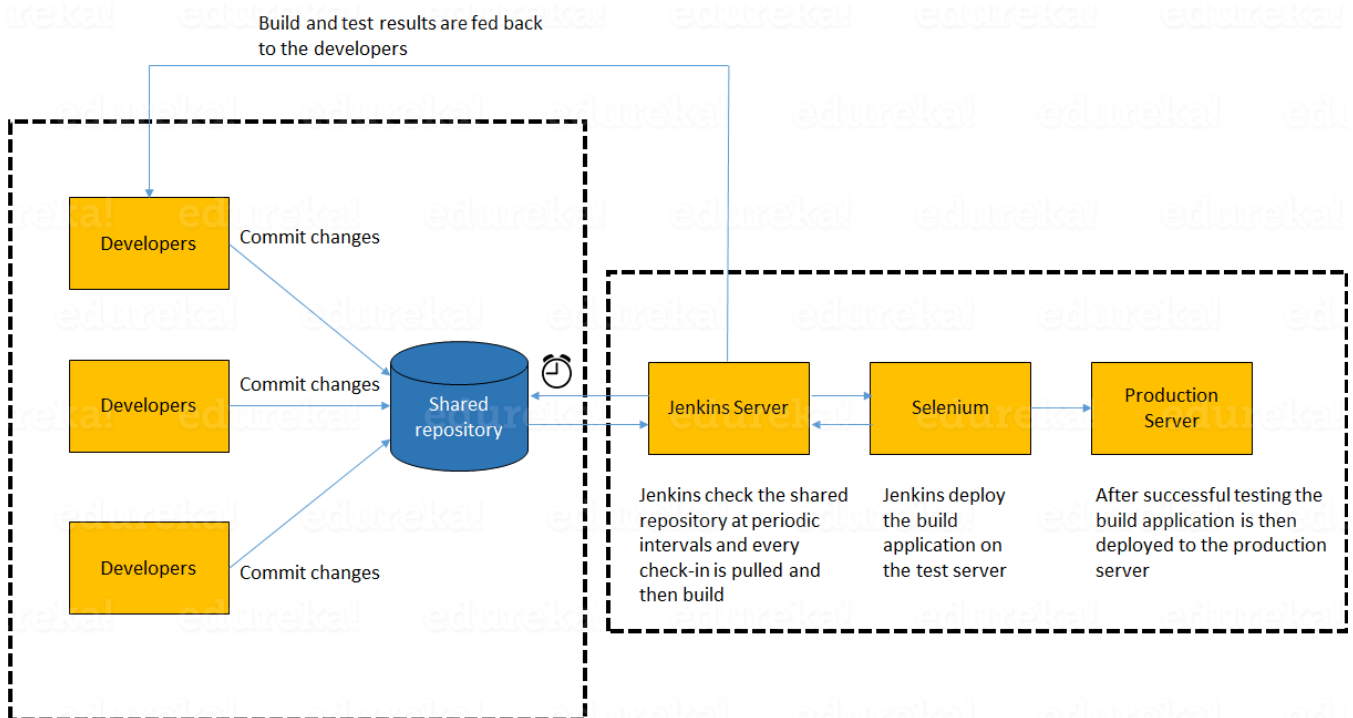 Build and test results are fed back
to the developers
Developers
Commit changes
Developers
Commit changes
Developers
Commit changes
Shared
repository
Jenkins Server
Selenium
Production
Server
Jenkins check the shared
repository at periodic
intervals and every
check-in is pulled and
then build
Jenkins deploy
the build
application on
the test server
After successful testing the
build application is then
deployed to the production
server
edureka!